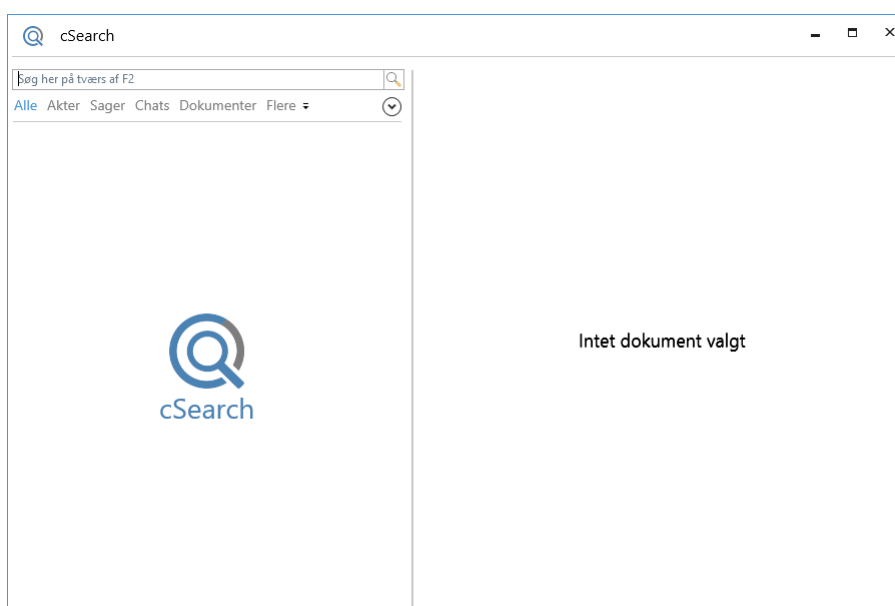 cSearch
Søg her på tværs af F2
Alle Akter Sager Chats Dokumenter Flere
cSearch
Intet dokument valgt